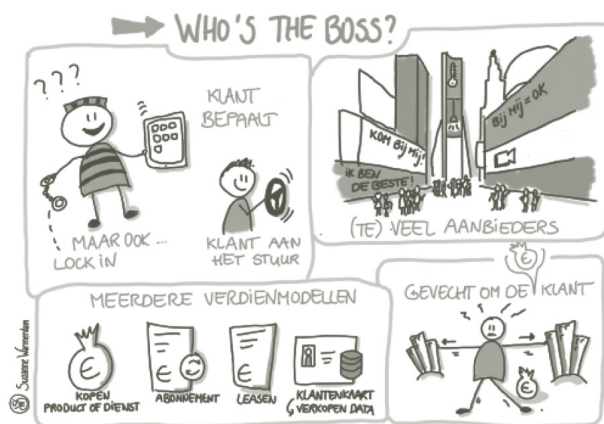 WHO'S THE BOSS?
? ? ?
KLANT
BEPAALT
MAAR OOK ...
LOCK IN
KLANT AAN
HET STUUR
KOM BIJ MIJ!
IK BEN
DE BESTE!
BIJ MIJ = OK
(TE) VEEL AANBIEDERS
MEERDERE VERDIENMODELLEN
€
€
€
KOPEN
PRODUCT OF DIENST
ABONNEMENT
LEASEN
KLANTENKAART
VERKOPEN DATA
GEVECHT OM DE KLANT
€
€
Susanne Wannerdam